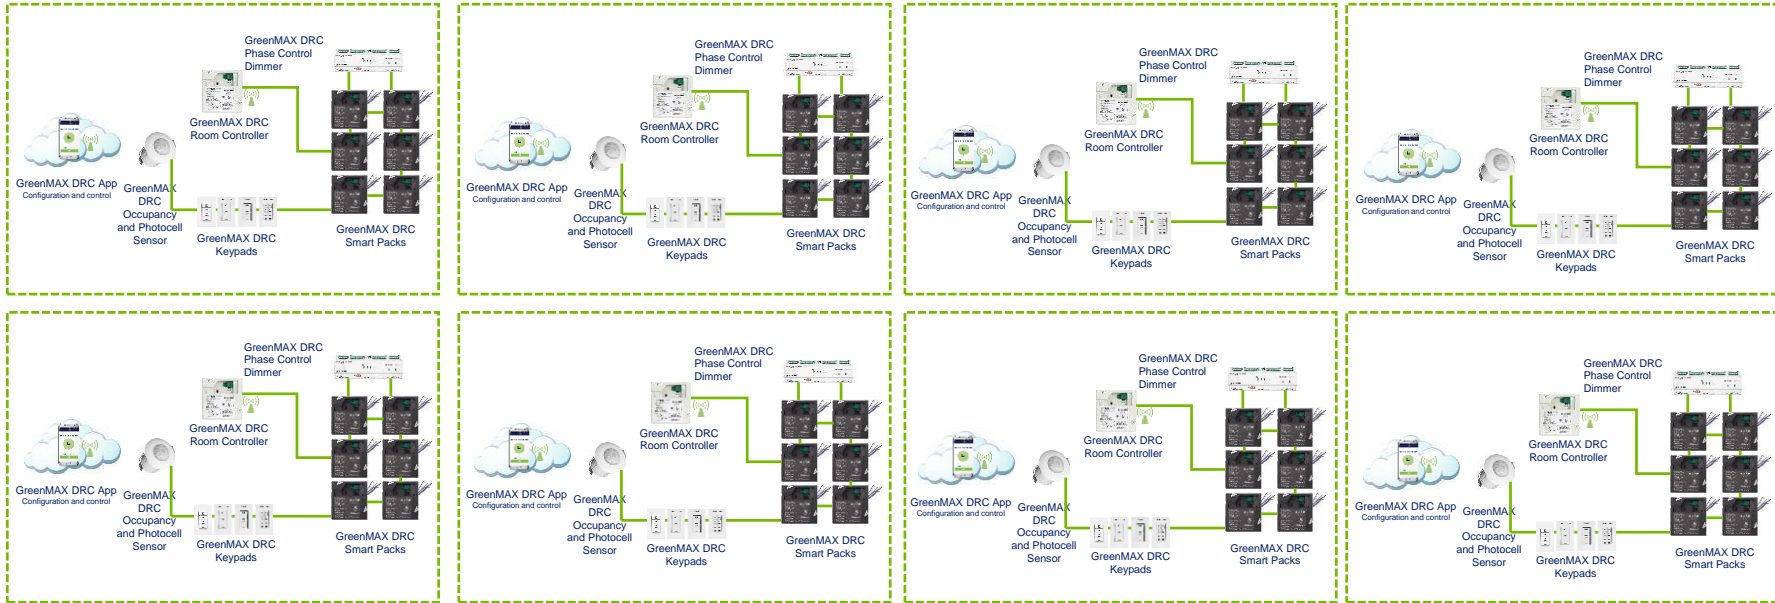 GreenMAX DRC
Phase Control
Dimmer
GreenMAX DRC
Room Controller
GreenMAX DRC App
Configuration and control
GreenMAX
DRC
Occupancy
and Photocell
Sensor
GreenMAX DRC
Keypads
GreenMAX DRC
Smart Packs
GreenMAX DRC
Phase Control
Dimmer
GreenMAX DRC
Room Controller
GreenMAX DRC App
Configuration and control
GreenMAX
DRC
Occupancy
and Photocell
Sensor
GreenMAX DRC
Keypads
GreenMAX DRC
Smart Packs
GreenMAX DRC
Phase Control
Dimmer
GreenMAX DRC
Room Controller
GreenMAX DRC App
Configuration and control
GreenMAX
DRC
Occupancy
and Photocell
Sensor
GreenMAX DRC
Keypads
GreenMAX DRC
Smart Packs
GreenMAX DRC
Phase Control
Dimmer
GreenMAX DRC
Room Controller
GreenMAX DRC App
Configuration and control
GreenMAX
DRC
Occupancy
and Photocell
Sensor
GreenMAX DRC
Keypads
GreenMAX DRC
Smart Packs
GreenMAX DRC
Phase Control
Dimmer
GreenMAX DRC
Room Controller
GreenMAX DRC App
Configuration and control
GreenMAX
DRC
Occupancy
and Photocell
Sensor
GreenMAX DRC
Keypads
GreenMAX DRC
Smart Packs
GreenMAX DRC
Phase Control
Dimmer
GreenMAX DRC
Room Controller
GreenMAX DRC App
Configuration and control
GreenMAX
DRC
Occupancy
and Photocell
Sensor
GreenMAX DRC
Keypads
GreenMAX DRC
Smart Packs
GreenMAX DRC
Phase Control
Dimmer
GreenMAX DRC
Room Controller
GreenMAX DRC App
Configuration and control
GreenMAX
DRC
Occupancy
and Photocell
Sensor
GreenMAX DRC
Keypads
GreenMAX DRC
Smart Packs
GreenMAX DRC
Phase Control
Dimmer
GreenMAX DRC
Room Controller
GreenMAX DRC App
Configuration and control
GreenMAX
DRC
Occupancy
and Photocell
Sensor
GreenMAX DRC
Keypads
GreenMAX DRC
Smart Packs